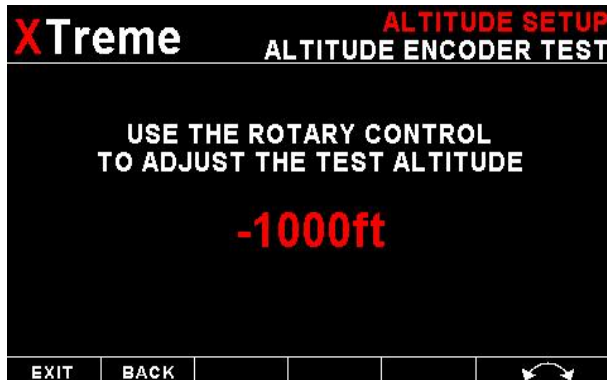 XTreme
ALTITUDE SETUP
ALTITUDE ENCODER TEST
USE THE ROTARY CONTROL
TO ADJUST THE TEST ALTITUDE
-1000ft
EXIT BACK